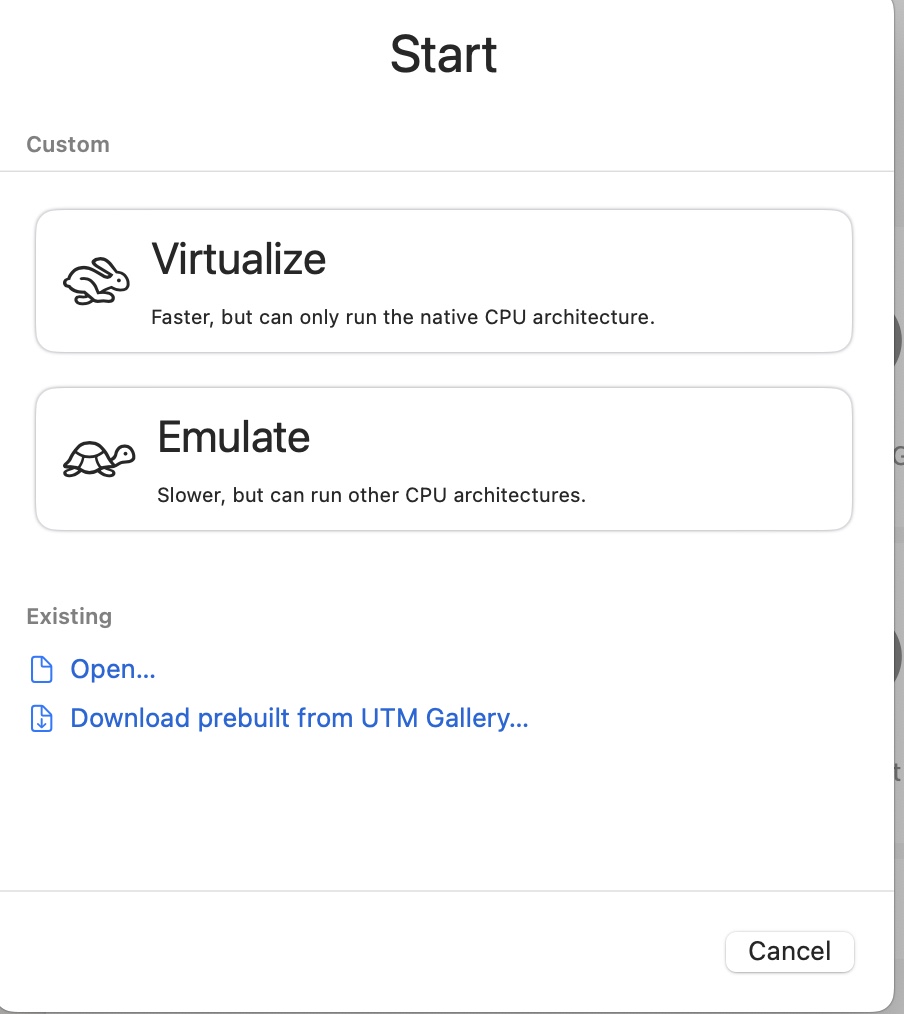 Start
Custom
Virtualize
Faster, but can only run the native CPU architecture.
Emulate
Slower, but can run other CPU architectures.
Existing
Open...
Download prebuilt from UTM Gallery...
Cancel